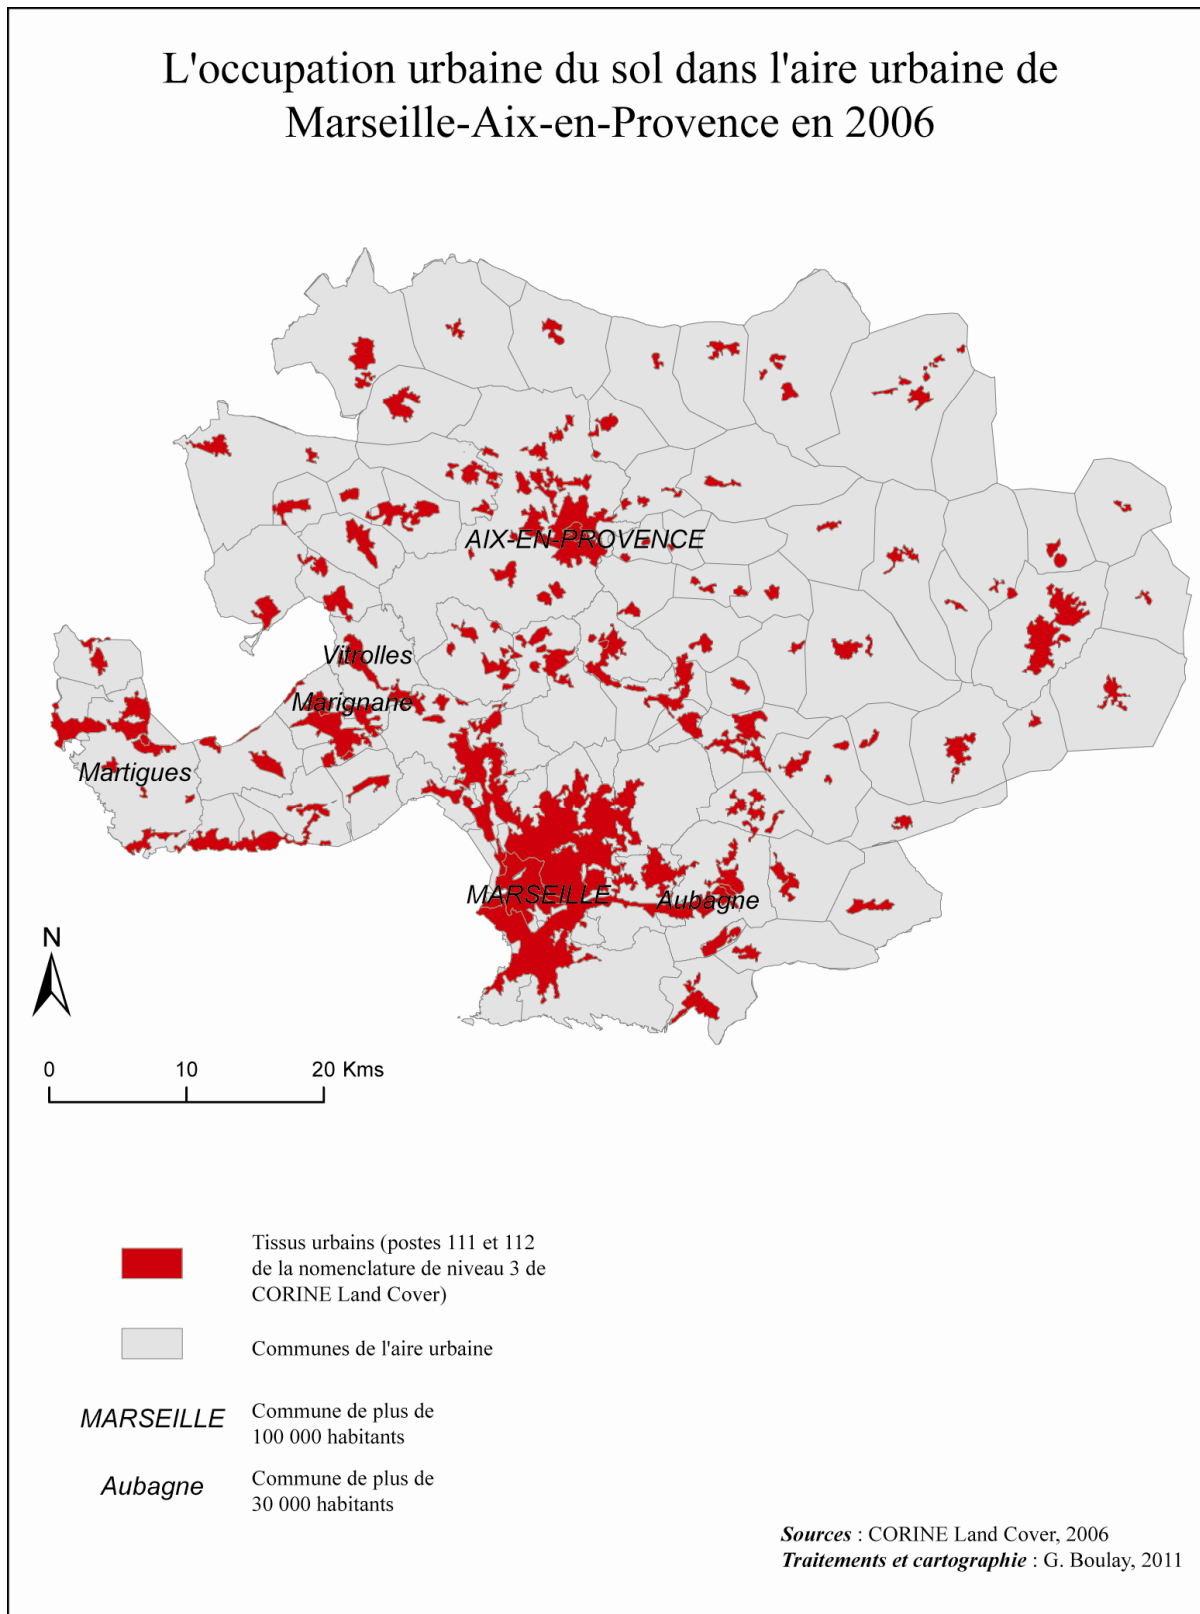 L'occupation urbaine du sol dans l'aire urbaine de
Marseille-Aix-en-Provence en 2006
AIX-EN-PROVENCE
Vitrolles
Marignane
Martigues
MARSEILLE
Aubagne
N
0 10 20 Kms
Tissus urbains (postes 111 et 112
de la nomenclature de niveau 3 de
CORINE Land Cover)
Communes de l'aire urbaine
MARSEILLE
Commune de plus de
100 000 habitants
Aubagne
Commune de plus de
30 000 habitants
Sources : CORINE Land Cover, 2006
Traitements et cartographie : G. Boulay, 2011